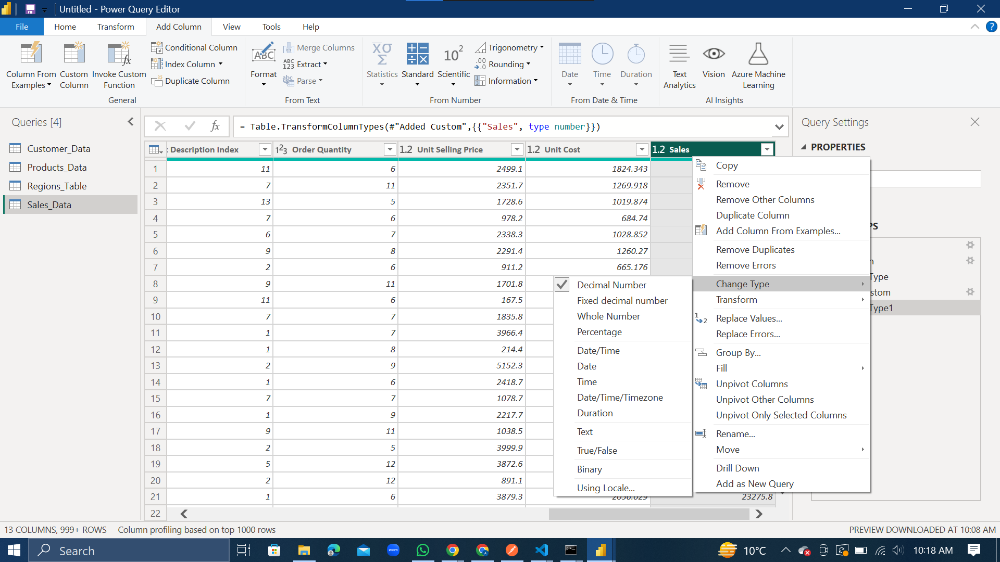 Untitled - Power Query Editor
File Home Transform Add Column View Tools Help
Column From Examples
Custom Column
Invoke Custom Function
Conditional Column
Index Column
Duplicate Column
General
ABC
Format
Merge Columns
ABC 123 Extract
abc Parse
From Text
Statistics
Standard
10² Scientific
Trigonometry
.00 .0 Rounding
Information
From Number
Date
Time
Duration
From Date & Time
Text Analytics
Vision
Azure Machine Learning
AI Insights
Queries [4]
Customer_Data
Products_Data
Regions_Table
Sales_Data
fx = Table.TransformColumnTypes(#"Added Custom",{{"Sales", type number}})
Description Index 1²3 Order Quantity 1.2 Unit Selling Price 1.2 Unit Cost 1.2 Sales
1 11 6 2499.1 1824.343
2 7 11 2351.7 1269.918
3 13 5 1728.6 1019.874
4 7 6 978.2 684.74
5 6 7 2338.3 1028.852
6 9 8 2291.4 1260.27
7 2 6 911.2 665.176
8 9 11 1701.8
9 11 6 167.5
10 7 7 1835.8
11 1 7 3966.4
12 1 8 214.4
13 2 9 5152.3
14 1 6 2418.7
15 7 7 1078.7
16 1 9 2217.7
17 9 11 1038.5
18 2 5 3999.9
19 5 12 3872.6
20 2 12 891.1
21 1 6 3879.3 2056.029 23275.8
22
Decimal Number
Fixed decimal number
Whole Number
Percentage
Date/Time
Date
Time
Date/Time/Timezone
Duration
Text
True/False
Binary
Using Locale...
Copy
Remove
Remove Other Columns
Duplicate Column
Add Column From Examples...
Remove Duplicates
Remove Errors
Change Type
Transform
Replace Values...
Replace Errors...
Group By...
Fill
Unpivot Columns
Unpivot Other Columns
Unpivot Only Selected Columns
Rename...
Move
Drill Down
Add as New Query
Query Settings
PROPERTIES
PS
n
Type
stom
Type1
13 COLUMNS, 999+ ROWS Column profiling based on top 1000 rows PREVIEW DOWNLOADED AT 10:08 AM
Search zoom 10°C 10:18 AM